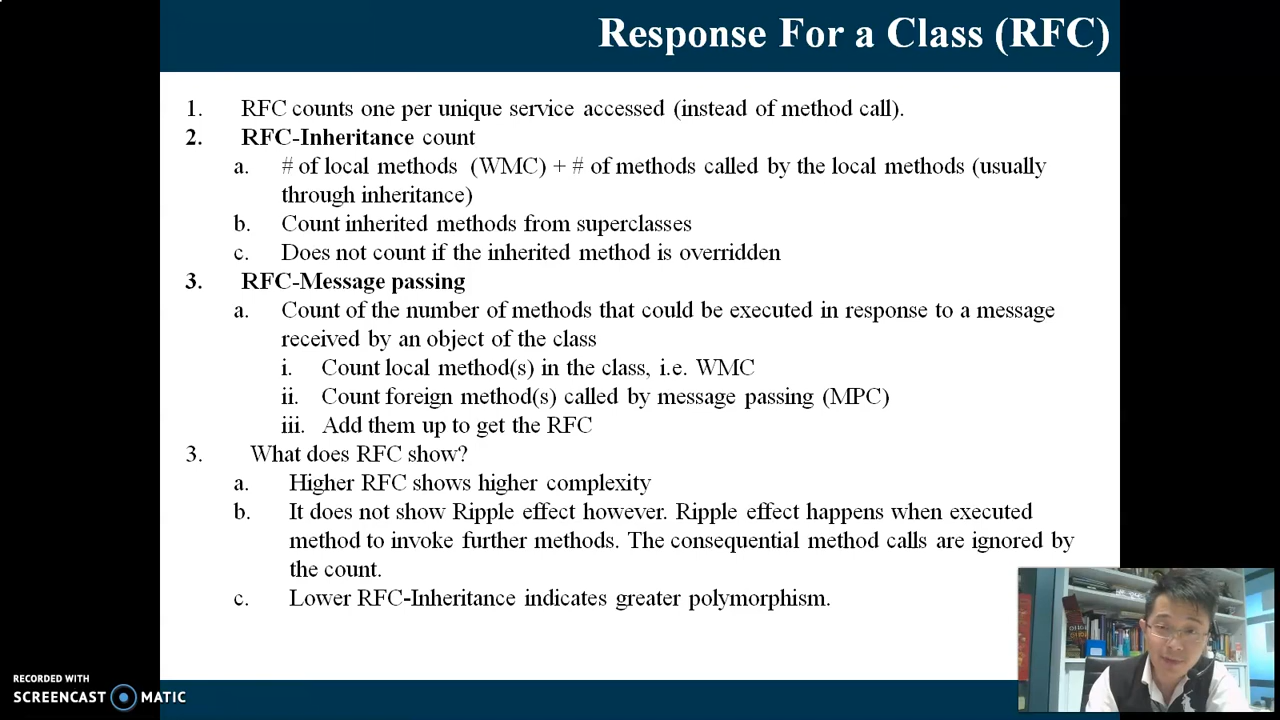 Response For a Class (RFC)
1. RFC counts one per unique service accessed (instead of method call).
2. RFC-Inheritance count
a. # of local methods (WMC) + # of methods called by the local methods (usually
through inheritance)
b. Count inherited methods from superclasses
c. Does not count if the inherited method is overridden
3. RFC-Message passing
a. Count of the number of methods that could be executed in response to a message
received by an object of the class
i. Count local method(s) in the class, i.e. WMC
ii. Count foreign method(s) called by message passing (MPC)
iii. Add them up to get the RFC
3. What does RFC show?
a. Higher RFC shows higher complexity
b. It does not show Ripple effect however. Ripple effect happens when executed
method to invoke further methods. The consequential method calls are ignored by
the count.
c. Lower RFC-Inheritance indicates greater polymorphism.
RECORDED WITH
SCREENCAST MATIC